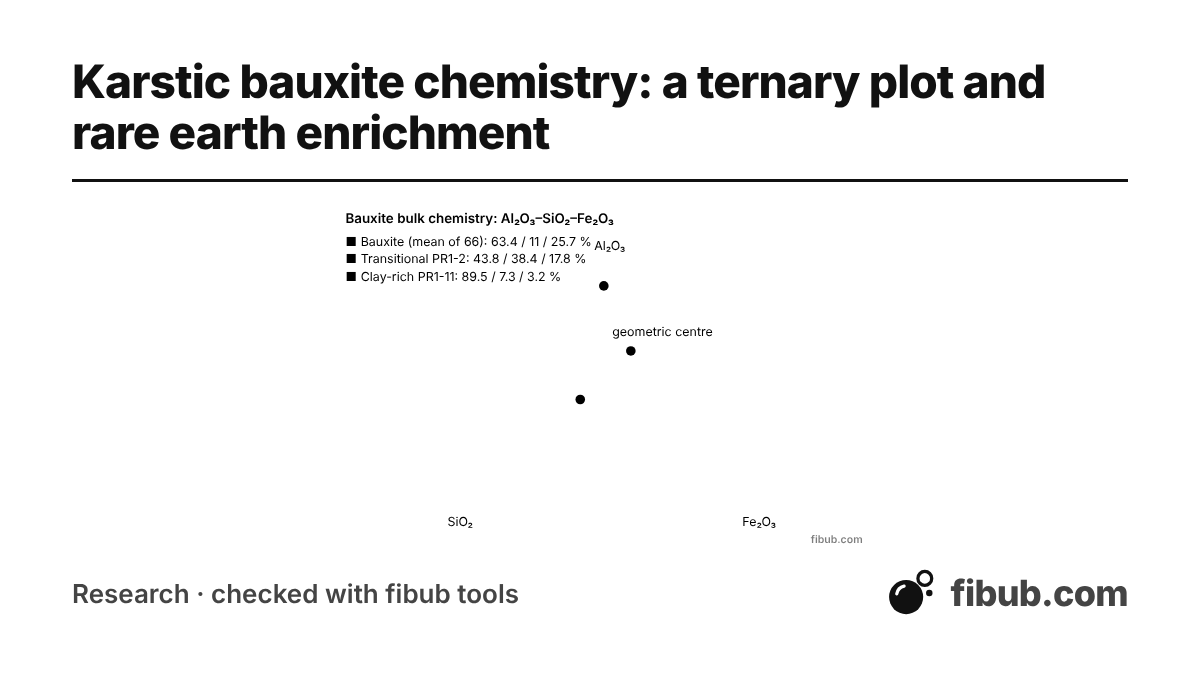 Karstic bauxite chemistry: a ternary plot and
rare earth enrichment
Bauxite bulk chemistry: Al₂O₃–SiO₂–Fe₂O₃
■ Bauxite (mean of 66): 63.4 / 11 / 25.7 %
Al₂O₃
■ Transitional PR1-2: 43.8 / 38.4 / 17.8 %
■ Clay-rich PR1-11: 89.5 / 7.3 / 3.2 %
geometric centre
SiO₂
Fe₂O₃
fibub.com
Research · checked with fibub tools
fibub.com